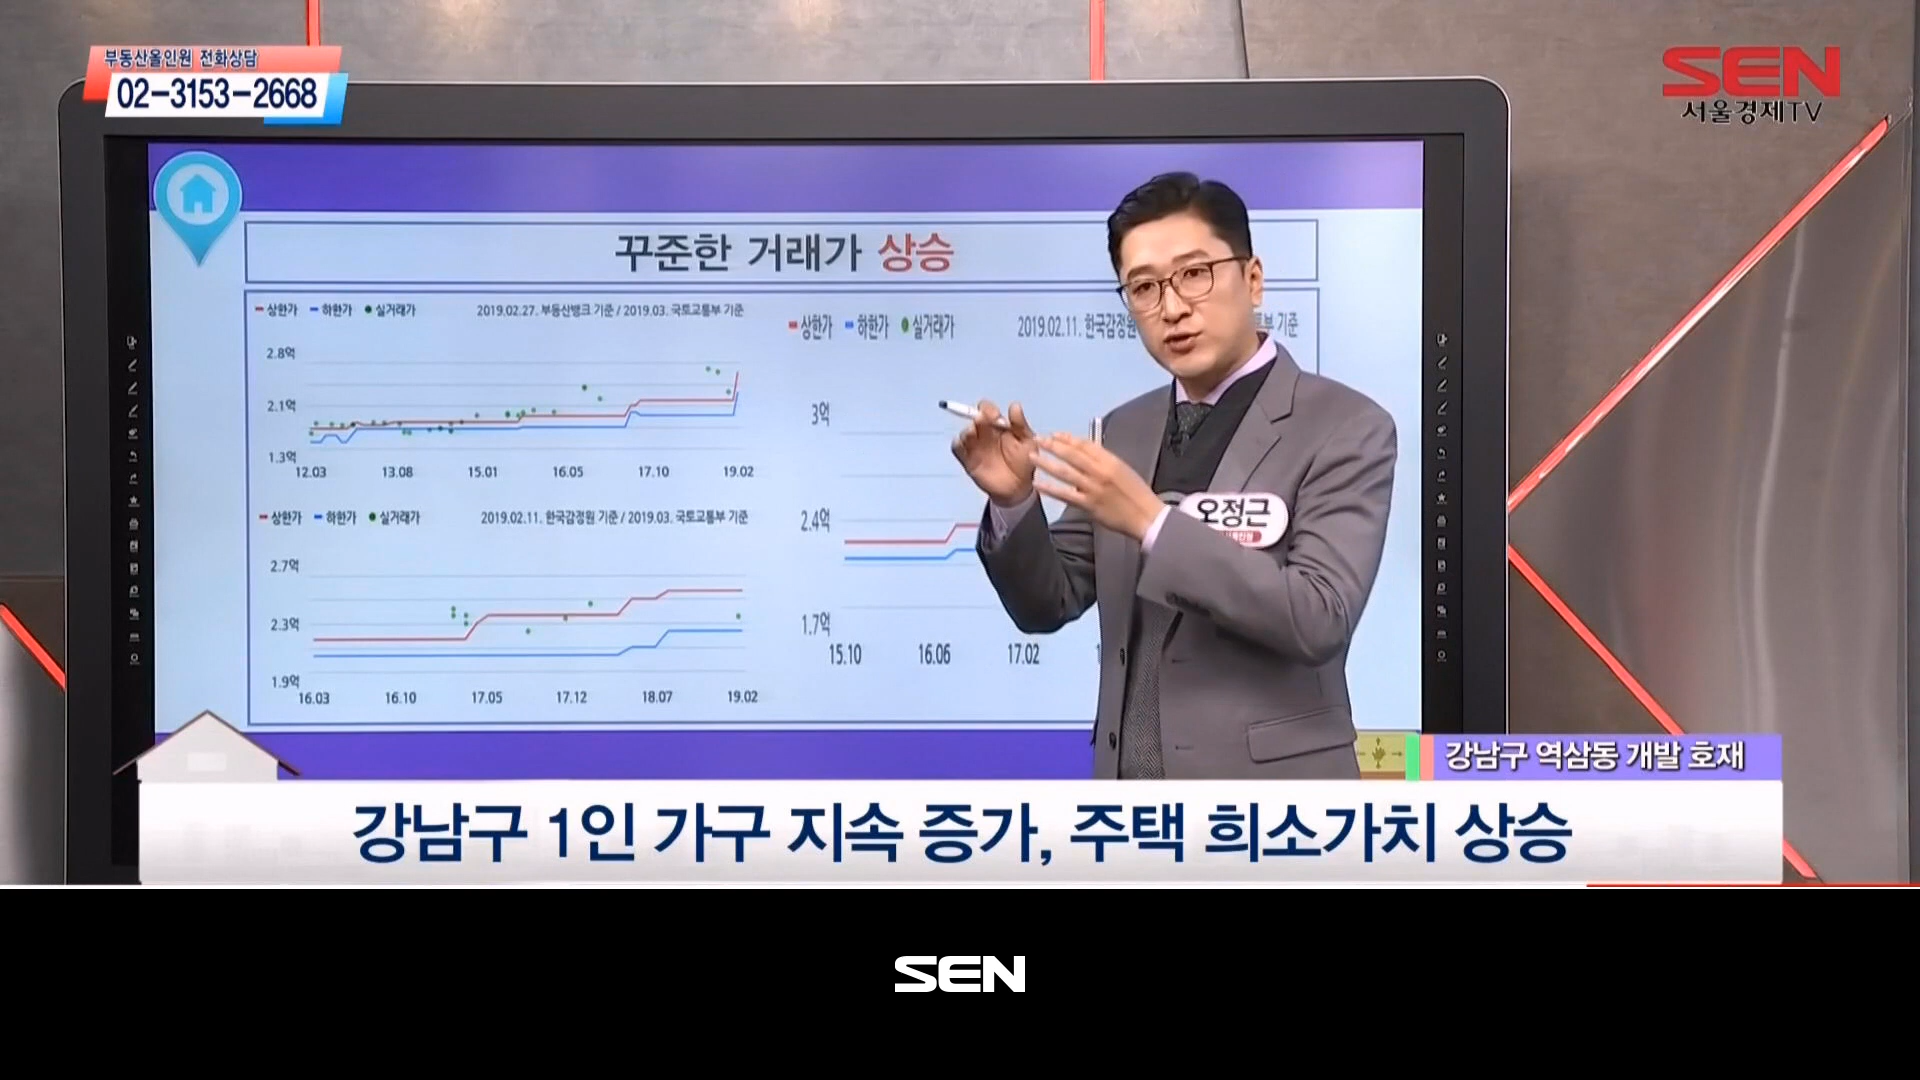 부동산올인원 전화상담
02-3153-2668
SEN
서울경제TV
꾸준한 거래가 상승
상한가 하한가 실거래가
2019.02.27. 부동산뱅크 기준 / 2019.03. 국토교통부 기준
2.8억
2.1억
1.3억
12.03 13.08 15.01 16.05 17.10 19.02
상한가 하한가 실거래가
2019.02.11. 한국감정원 기준 / 2019.03. 국토교통부 기준
2.7억
2.3억
1.9억
16.03 16.10 17.05 17.12 18.07 19.02
상한가 하한가 실거래가
2019.02.11. 한국감정원
부 기준
3억
2.4억
1.7억
15.10 16.06 17.02
오정근
강남구 역삼동 개발 호재
강남구 1인 가구 지속 증가, 주택 희소가치 상승
SEN